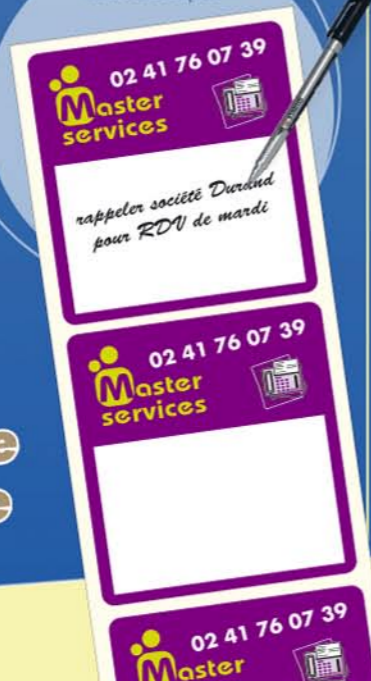 02 41 76 07 39
Master
services
rappeler société Durand
pour RDV de mardi
02 41 76 07 39
Master
services
02 41 76 07 39
Master